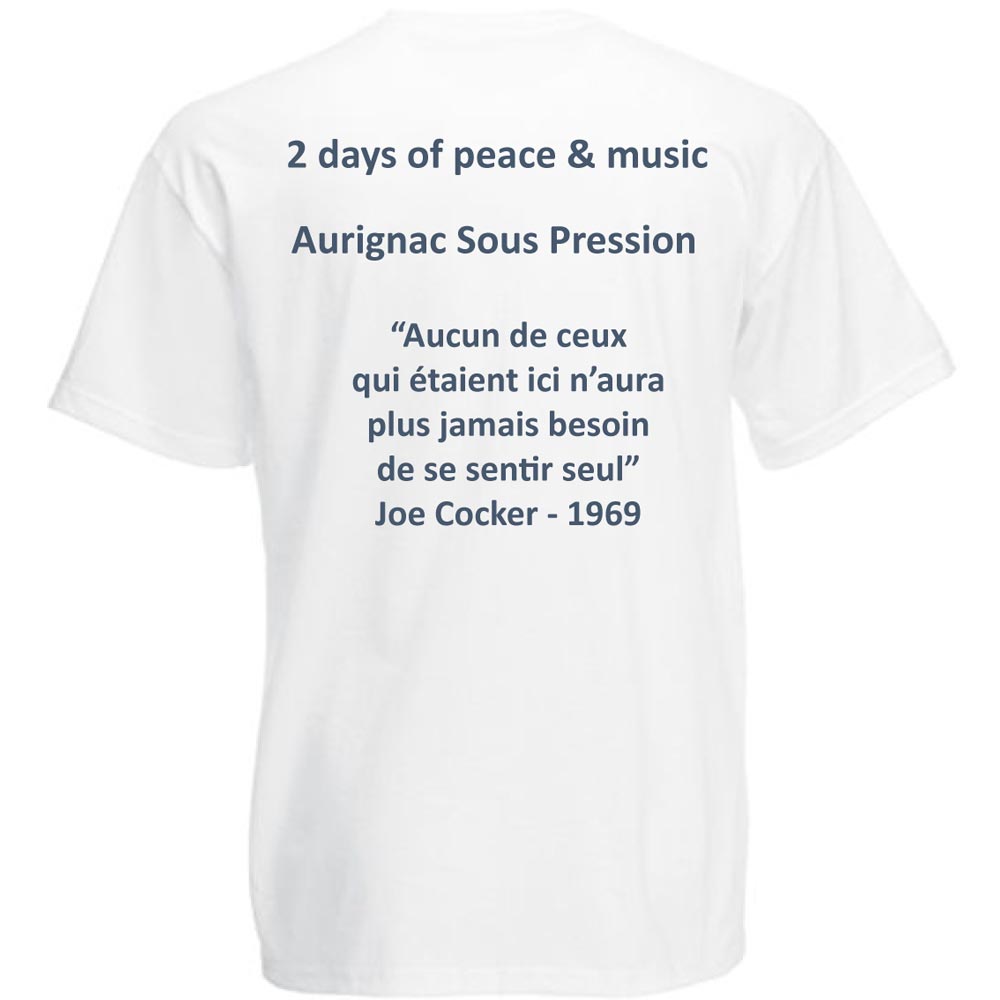 2 days of peace & music
Aurignac Sous Pression
“Aucun de ceux
qui étaient ici n’aura
plus jamais besoin
de se sentir seul”
Joe Cocker - 1969